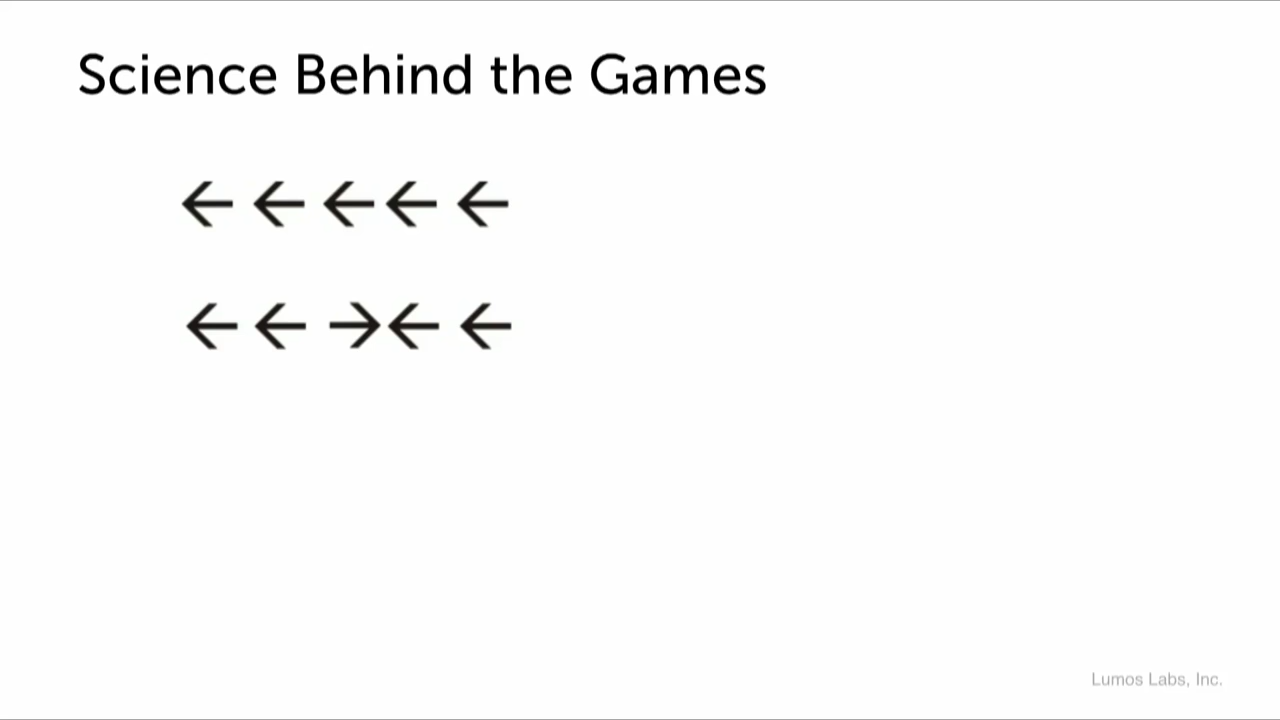 Science Behind the Games
← ← ← ← ←
← ← → ← ←
Lumos Labs, Inc.